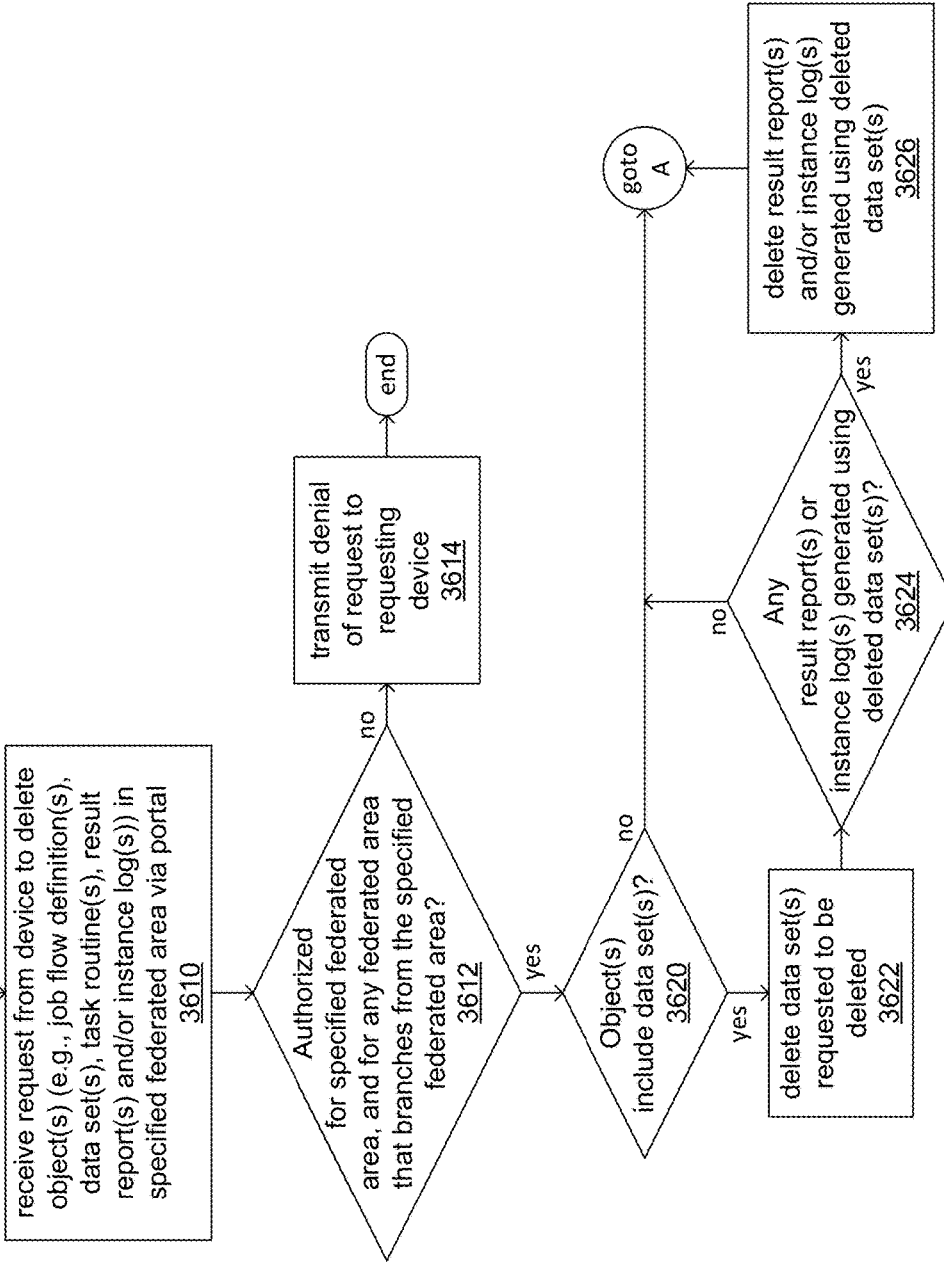 receive request from device to delete
object(s) (e.g., job flow definition(s),
data set(s), task routine(s), result
report(s) and/or instance log(s)) in
specified federated area via portal
3610
Authorized
for specified federated
area, and for any federated area
that branches from the specified
federated area?
3612
no
transmit denial
of request to
requesting
device
3614
end
yes
Object(s)
include data set(s)?
3620
no
goto
A
yes
delete data set(s)
requested to be
deleted
3622
Any
result report(s) or
instance log(s) generated using
deleted data set(s)?
3624
no
yes
delete result report(s)
and/or instance log(s)
generated using deleted
data set(s)
3626